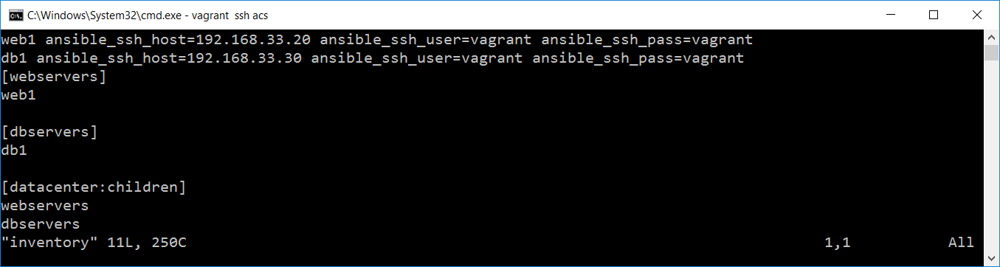 C:\Windows\System32\cmd.exe - vagrant  ssh acs
web1 ansible_ssh_host=192.168.33.20 ansible_ssh_user=vagrant ansible_ssh_pass=vagrant
db1 ansible_ssh_host=192.168.33.30 ansible_ssh_user=vagrant ansible_ssh_pass=vagrant
[webservers]
web1
[dbservers]
db1
[datacenter:children]
webservers
dbservers
"inventory" 11L, 250C 1,1 All